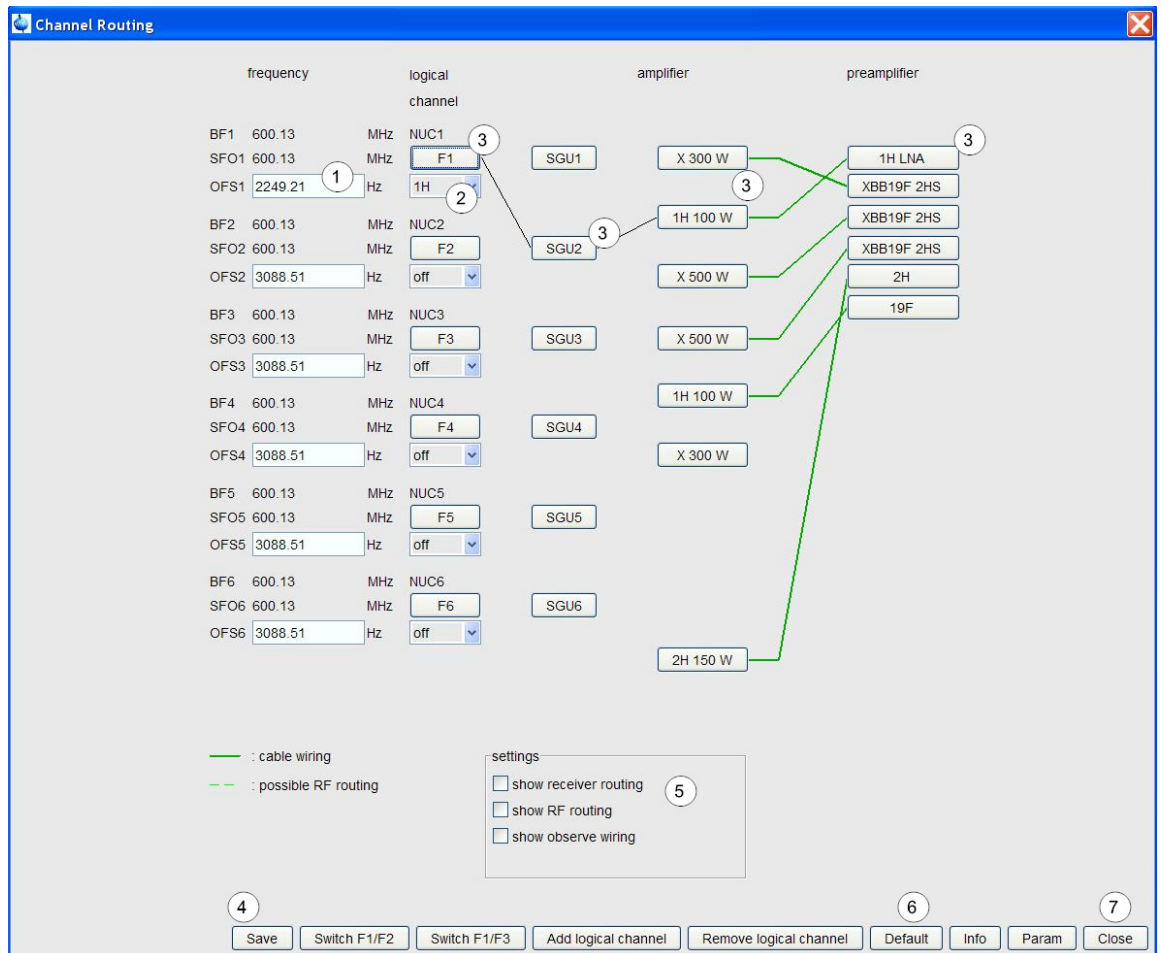 Channel Routing
frequency logical channel amplifier preamplifier
BF1 600.13 MHz NUC1 3 3
SFO1 600.13 MHz F1 SGU1 X 300 W 1H LNA
OFS1 2249.21 1 Hz 1H 2 3 XBB19F 2HS
BF2 600.13 MHz NUC2 3 1H 100 W XBB19F 2HS
SFO2 600.13 MHz F2 SGU2 XBB19F 2HS
OFS2 3088.51 Hz off X 500 W 2H
BF3 600.13 MHz NUC3 19F
SFO3 600.13 MHz F3 SGU3 X 500 W
OFS3 3088.51 Hz off
BF4 600.13 MHz NUC4 1H 100 W
SFO4 600.13 MHz F4 SGU4
OFS4 3088.51 Hz off X 300 W
BF5 600.13 MHz NUC5
SFO5 600.13 MHz F5 SGU5
OFS5 3088.51 Hz off
BF6 600.13 MHz NUC6
SFO6 600.13 MHz F6 SGU6
OFS6 3088.51 Hz off
2H 150 W
: cable wiring
: possible RF routing
settings
show receiver routing 5
show RF routing
show observe wiring
4 6 7
Save Switch F1/F2 Switch F1/F3 Add logical channel Remove logical channel Default Info Param Close